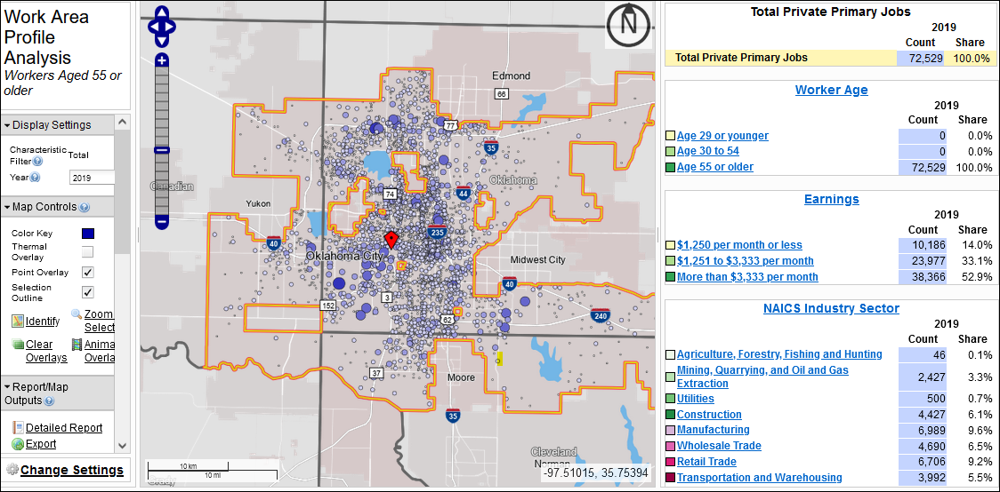 Work Area
Profile
Analysis
Workers Aged 55 or
older
Display Settings
Characteristic
Filter
Total
Year
2019
Map Controls
Color Key
Thermal
Overlay
Point Overlay
Selection
Outline
Identify
Zoom
Select
Clear
Overlays
Anima
Overla
Report/Map
Outputs
Detailed Report
Export
Change Settings
N
Edmond
66
77
35
Canadian
Oklahoma
74
44
Yukon
235
40
Oklahoma City
Midwest City
40
3
152
62
240
37
Moore
35
Cleveland
Norman
10 km
10 mi
-97.51015, 35.75394
Total Private Primary Jobs
2019
Count Share
Total Private Primary Jobs 72,529 100.0%
Worker Age
2019
Count Share
Age 29 or younger 0 0.0%
Age 30 to 54 0 0.0%
Age 55 or older 72,529 100.0%
Earnings
2019
Count Share
$1,250 per month or less 10,186 14.0%
$1,251 to $3,333 per month 23,977 33.1%
More than $3,333 per month 38,366 52.9%
NAICS Industry Sector
2019
Count Share
Agriculture, Forestry, Fishing and Hunting 46 0.1%
Mining, Quarrying, and Oil and Gas
Extraction 2,427 3.3%
Utilities 500 0.7%
Construction 4,427 6.1%
Manufacturing 6,989 9.6%
Wholesale Trade 4,690 6.5%
Retail Trade 6,706 9.2%
Transportation and Warehousing 3,992 5.5%